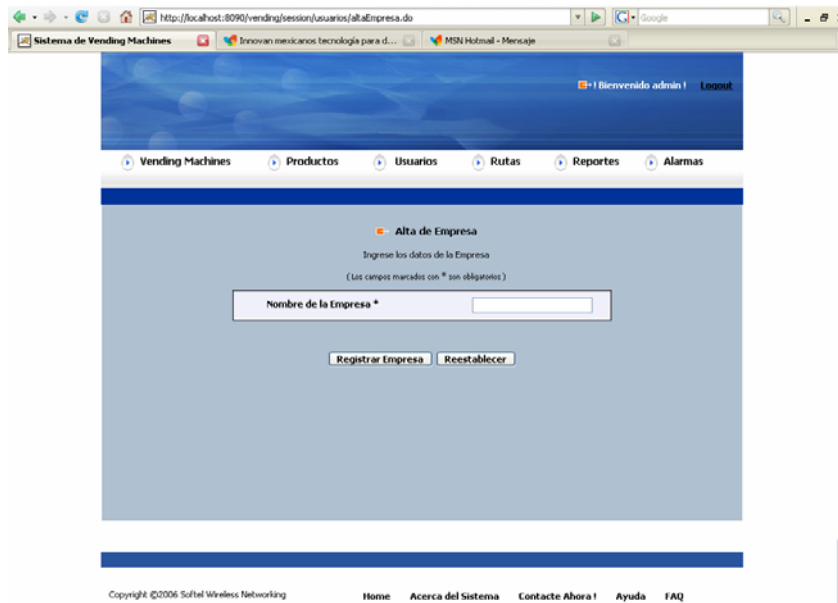 http://localhost:8090/vending/session/usuarios/altaEmpresa.do
Google
Sistema de Vending Machines
Innovan mexicanos tecnología para d...
MSN Hotmail - Mensaje
! Bienvenido admin ! Logout
Vending Machines Productos Usuarios Rutas Reportes Alarmas
Alta de Empresa
Ingrese los datos de la Empresa
( Los campos marcados con * son obligatorios )
Nombre de la Empresa *
Registrar Empresa Reestablecer
Copyright ©2006 Softel Wireless Networking
Home Acerca del Sistema Contacte Ahora ! Ayuda FAQ